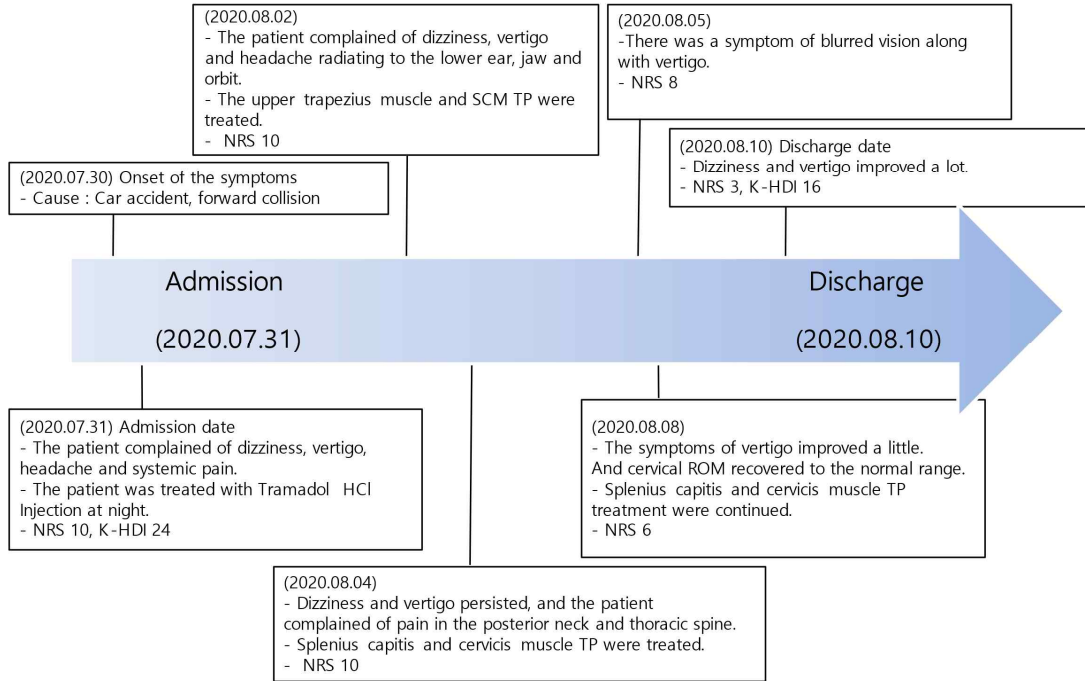 (2020.08.02)
- The patient complained of dizziness, vertigo
and headache radiating to the lower ear, jaw and
orbit.
- The upper trapezius muscle and SCM TP were
treated.
- NRS 10
(2020.08.05)
-There was a symptom of blurred vision along
with vertigo.
- NRS 8
(2020.07.30) Onset of the symptoms
- Cause : Car accident, forward collision
(2020.08.10) Discharge date
- Dizziness and vertigo improved a lot.
- NRS 3, K-HDI 16
Admission
(2020.07.31)
Discharge
(2020.08.10)
(2020.07.31) Admission date
- The patient complained of dizziness, vertigo,
headache and systemic pain.
- The patient was treated with Tramadol HCl
Injection at night.
- NRS 10, K-HDI 24
(2020.08.08)
- The symptoms of vertigo improved a little.
And cervical ROM recovered to the normal range.
- Splenius capitis and cervicis muscle TP
treatment were continued.
- NRS 6
(2020.08.04)
- Dizziness and vertigo persisted, and the patient
complained of pain in the posterior neck and thoracic spine.
- Splenius capitis and cervicis muscle TP were treated.
- NRS 10